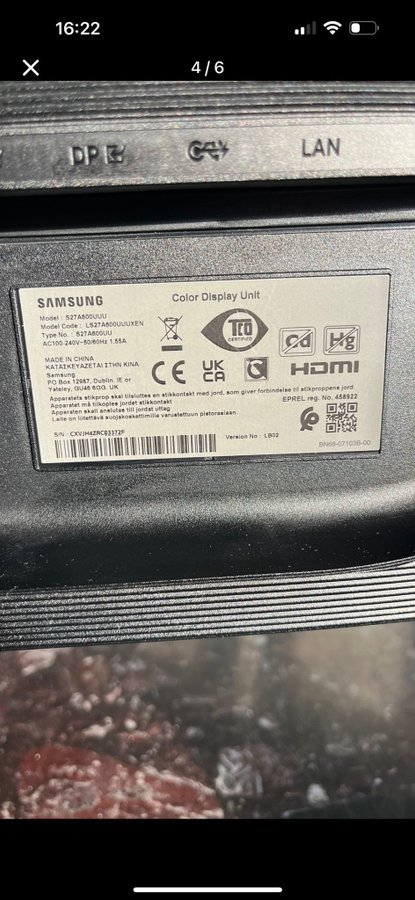 16:22
4 / 6
DP
LAN
SAMSUNG
Color Display Unit
Model : S27A600UUU
Model Code : LS27A600UUUXEN
Type No. : S27A600UU
AC100-240V~50/60Hz 1.55A
TCO
CERTIFIED
Cd
Hg
MADE IN CHINA
ΚΑΤΑΣΚΕΥΑΖΕΤΑΙ ΣΤΗΝ ΚΙΝΑ
Samsung
PO Box 12987, Dublin. IE or
Yateley, GU46 6GG. UK
CE
UK
CA
HDMI
Apparatets stikprop skal tilsluttes en stikkontakt med jord, som giver forbindelse til stikproppens jord.
Apparatet må tilkoples jordet stikkontakt
Apparaten skall anslutas till jordat uttag
Laite on liitettävä suojakoskettimilla varustettuun pistorasiaan.
EPREL reg. No. 458922
S/N : CXVJH4ZRC03372F
Version No : LB02
BN68-07103B-00